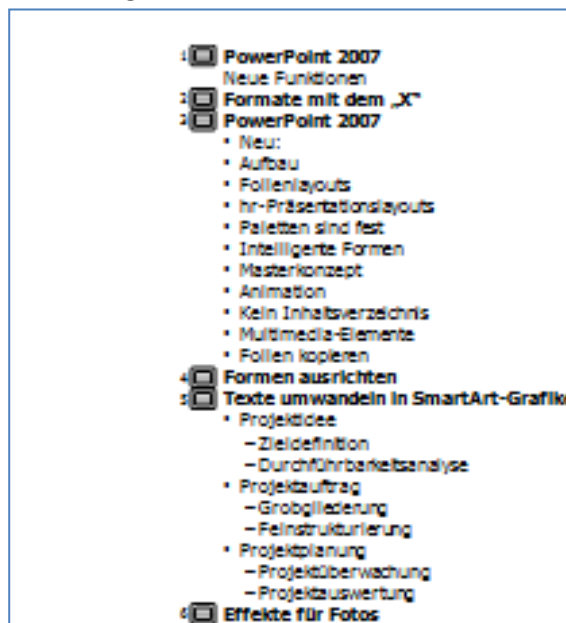 1 PowerPoint 2007
Neue Funktionen
2 Formate mit dem „X“
3 PowerPoint 2007
• Neu:
• Aufbau
• Folienlayouts
• hr-Präsentationslayouts
• Paletten sind fest
• Intelligente Formen
• Masterkonzept
• Animation
• Kein Inhaltsverzeichnis
• Multimedia-Elemente
• Folien kopieren
4 Formen ausrichten
5 Texte umwandeln in SmartArt-Grafike
• Projektidee
– Zieldefinition
– Durchführbarkeitsanalyse
• Projektauftrag
– Grobgliederung
– Feinstrukturierung
• Projektplanung
– Projektüberwachung
– Projektauswertung
6 Effekte für Fotos